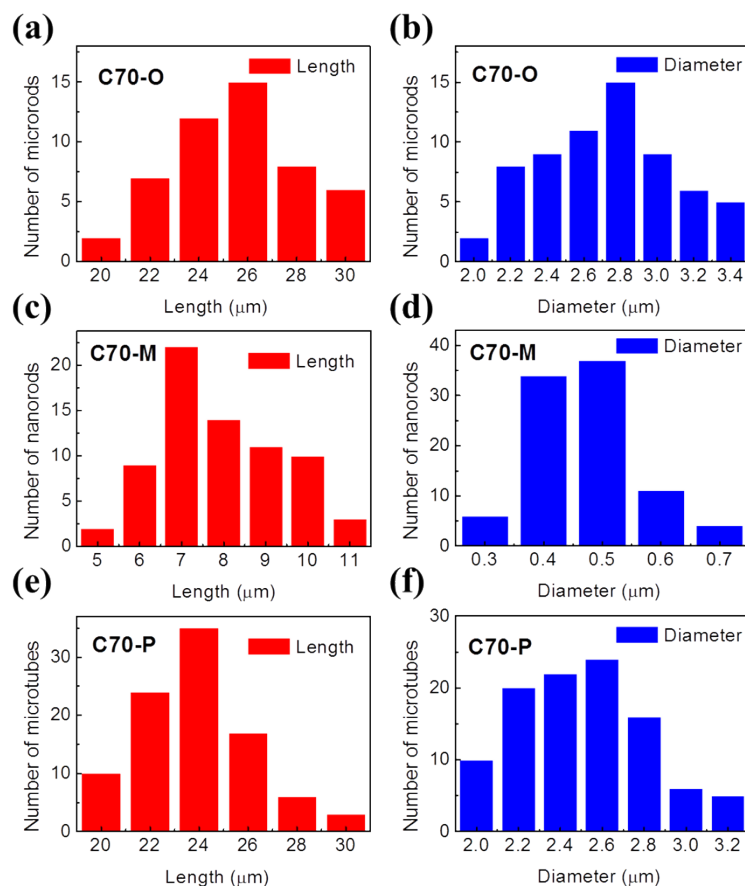 (a)
C70-O
Length
Number of microrods
15
10
5
0
20 22 24 26 28 30
Length (μm)
(b)
C70-O
Diameter
Number of microrods
15
10
5
0
2.0 2.2 2.4 2.6 2.8 3.0 3.2 3.4
Diameter (μm)
(c)
C70-M
Length
Number of nanorods
20
15
10
5
0
5 6 7 8 9 10 11
Length (μm)
(d)
C70-M
Diameter
Number of nanorods
40
30
20
10
0
0.3 0.4 0.5 0.6 0.7
Diameter (μm)
(e)
C70-P
Length
Number of microtubes
30
20
10
0
20 22 24 26 28 30
Length (μm)
(f)
C70-P
Diameter
Number of microtubes
30
20
10
0
2.0 2.2 2.4 2.6 2.8 3.0 3.2
Diameter (μm)